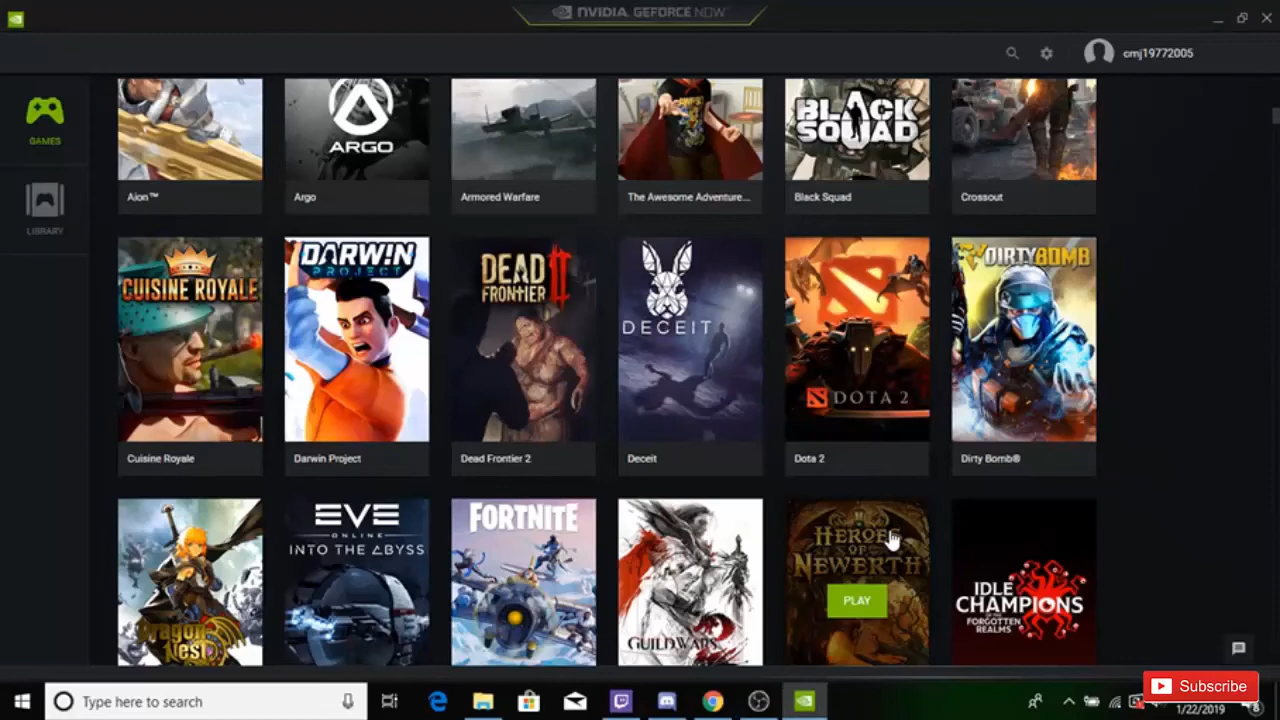 NVIDIA GEFORCE NOW
cmj19772005
GAMES
LIBRARY
ARGO
BLACK
SQUAD
Aion™
Argo
Armored Warfare
The Awesome Adventure...
Black Squad
Crossout
CUISINE ROYALE
DARWIN
PROJECT
DEAD
FRONTIER II
DECEIT
DOTA 2
DIRTYBOMB
Cuisine Royale
Darwin Project
Dead Frontier 2
Deceit
Dota 2
Dirty Bomb®
Dragon
Nest
EVE
ONLINE
INTO THE ABYSS
FORTNITE
GUILD WARS
HEROES
OF
NEWERTH
PLAY
IDLE
CHAMPIONS
OF THE
FORGOTTEN
REALMS
Type here to search
Subscribe
1/22/2019